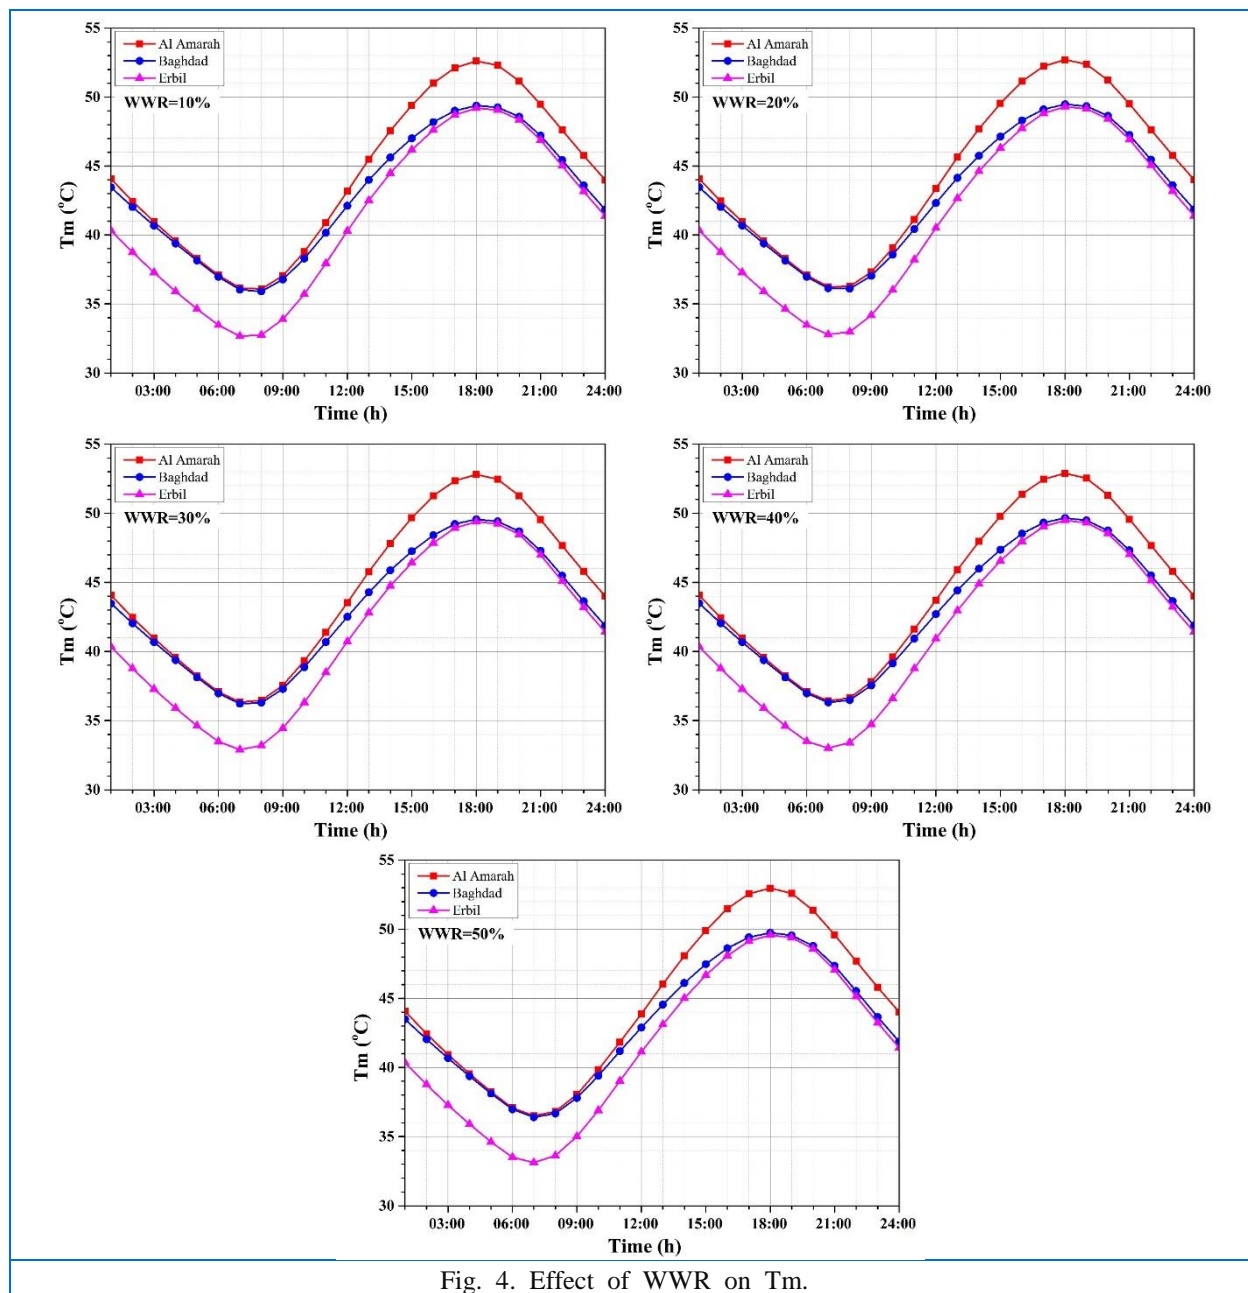 55
50
45
40
35
30
Tm (°C)
Al Amarah
Baghdad
Erbil
WWR=10%
03:00 06:00 09:00 12:00 15:00 18:00 21:00 24:00
Time (h)
55
50
45
40
35
30
Tm (°C)
Al Amarah
Baghdad
Erbil
WWR=20%
03:00 06:00 09:00 12:00 15:00 18:00 21:00 24:00
Time (h)
55
50
45
40
35
30
Tm (°C)
Al Amarah
Baghdad
Erbil
WWR=30%
03:00 06:00 09:00 12:00 15:00 18:00 21:00 24:00
Time (h)
55
50
45
40
35
30
Tm (°C)
Al Amarah
Baghdad
Erbil
WWR=40%
03:00 06:00 09:00 12:00 15:00 18:00 21:00 24:00
Time (h)
55
50
45
40
35
30
Tm (°C)
Al Amarah
Baghdad
Erbil
WWR=50%
03:00 06:00 09:00 12:00 15:00 18:00 21:00 24:00
Time (h)
Fig. 4. Effect of WWR on Tm.